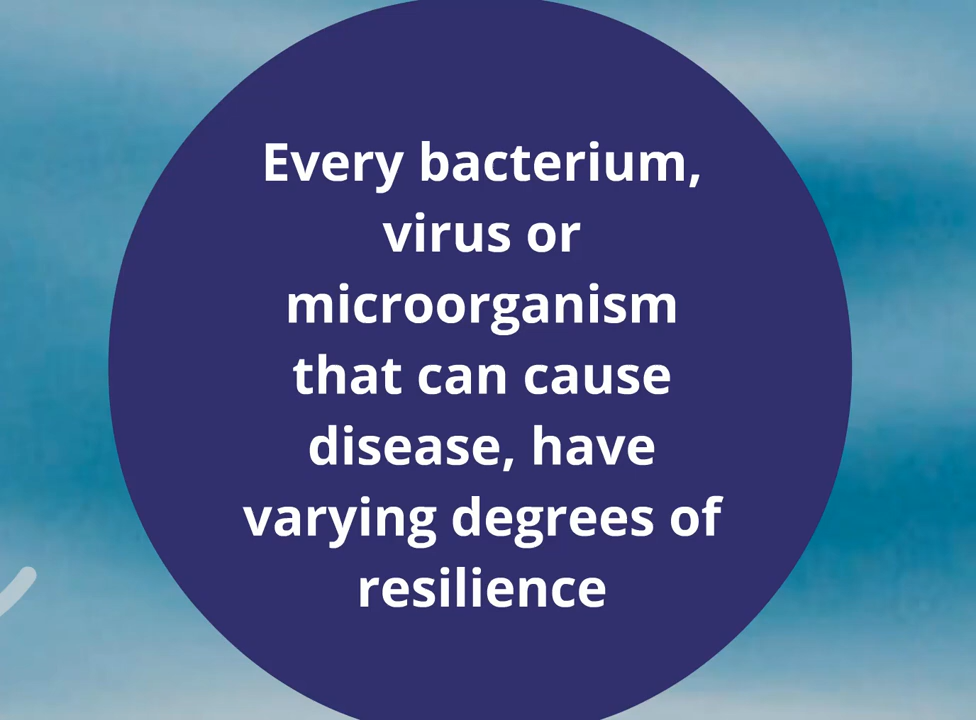 Every bacterium,
virus or
microorganism
that can cause
disease, have
varying degrees of
resilience